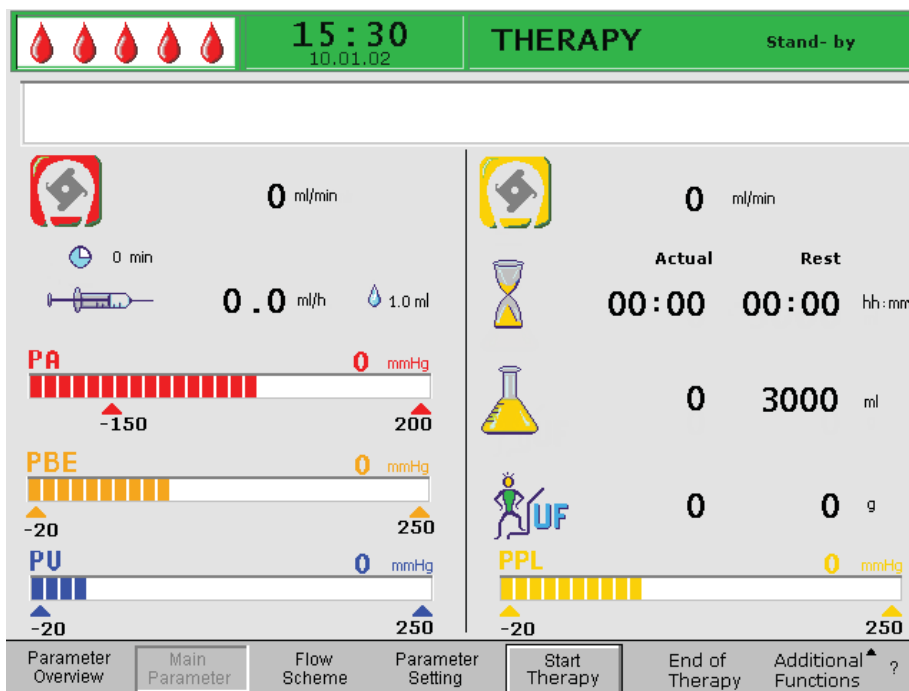 15:30
10.01.02
THERAPY
Stand- by
0 ml/min
0 min
0.0 ml/h
1.0 ml
PA
0 mmHg
-150
200
PBE
0 mmHg
-20
250
PV
0 mmHg
-20
250
0 ml/min
Actual
Rest
00:00
00:00
hh:mm
0
3000
ml
UF
0
0
g
PPL
0 mmHg
-20
250
Parameter
Overview
Main
Parameter
Flow
Scheme
Parameter
Setting
Start
Therapy
End of
Therapy
Additional
Functions
?